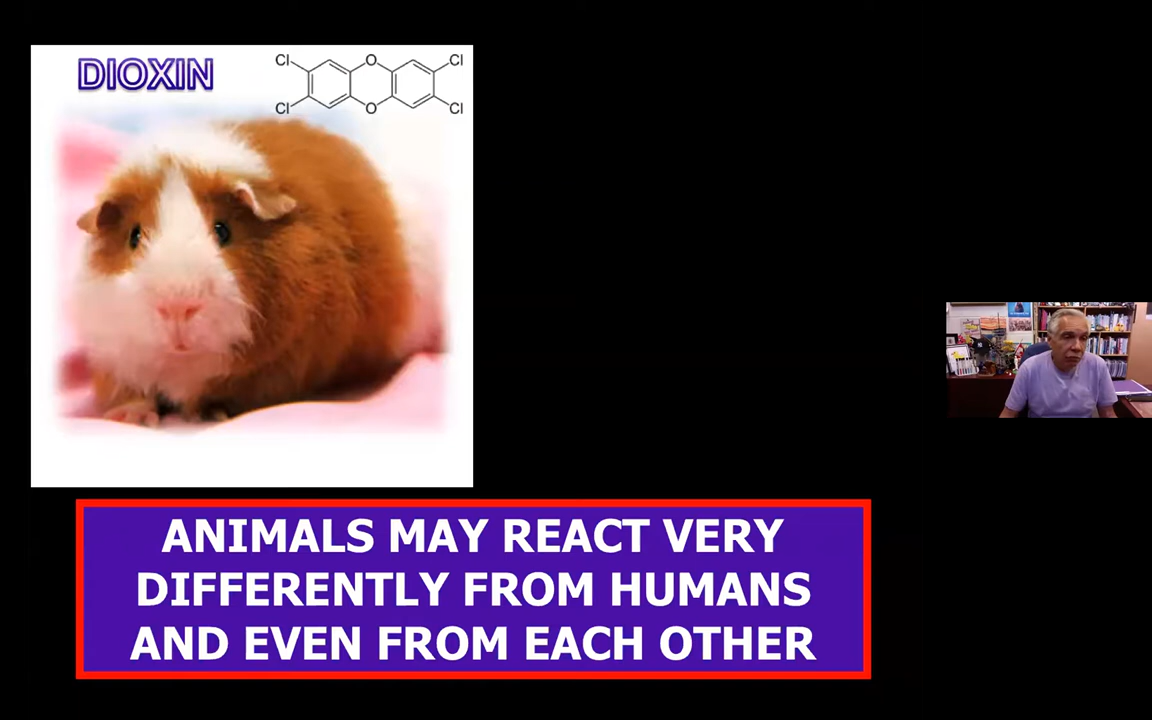 DIOXIN
Cl
O
Cl
Cl
O
Cl
ANIMALS MAY REACT VERY
DIFFERENTLY FROM HUMANS
AND EVEN FROM EACH OTHER